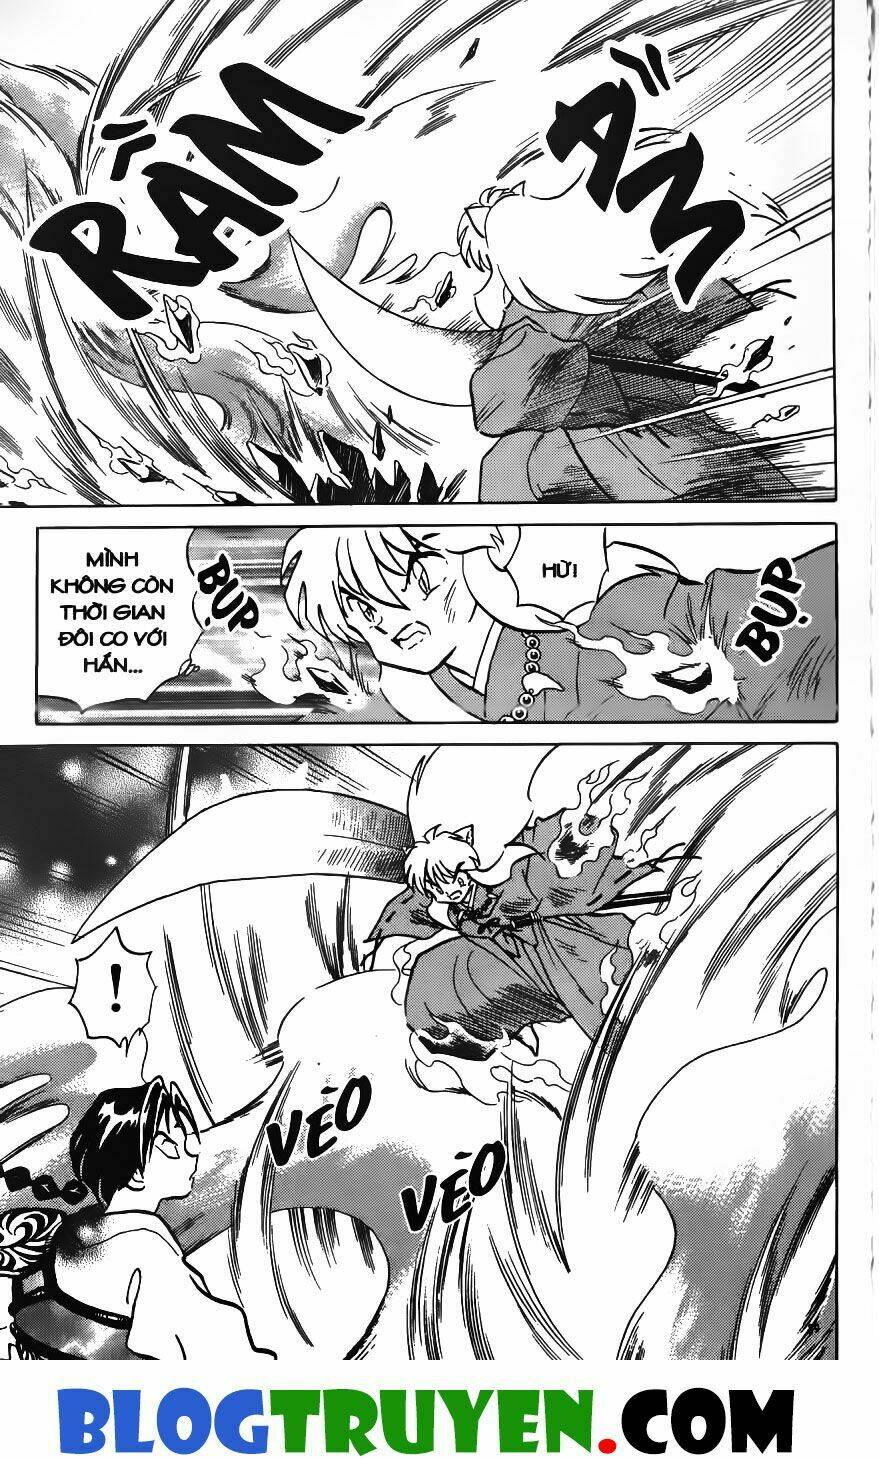 RẦM
ẦM
MÌNH
KHÔNG CÒN
THỜI GIAN
ĐÔI CO VỚI
HẮN...
BỤP
HỪ!
BỤP
!
VÈO
VÈO
BLOGTRUYEN.COM